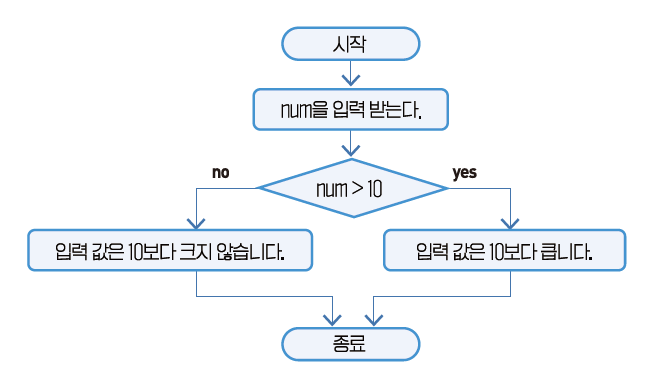 시작
num을 입력 받는다.
no
yes
num > 10
입력 값은 10보다 크지 않습니다.
입력 값은 10보다 큽니다.
종료